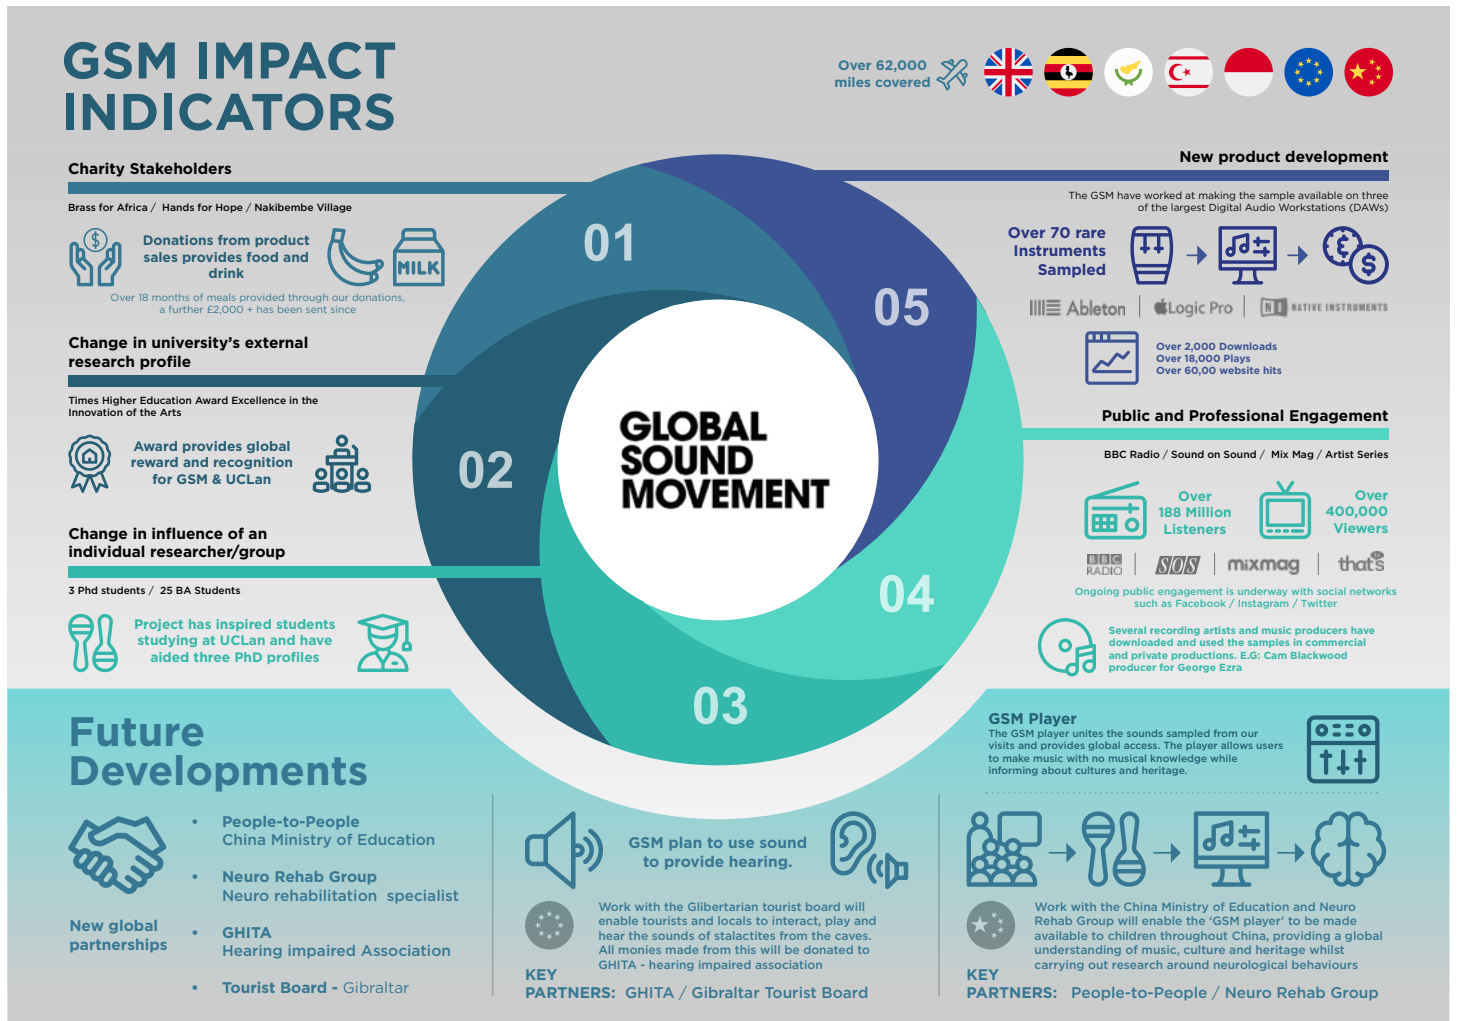 GSM IMPACT
INDICATORS
Over 62,000
miles covered
Charity Stakeholders
Brass for Africa / Hands for Hope / Nakibembe Village
$
Donations from product
sales provides food and
drink
MILK
Over 18 months of meals provided through our donations,
a further £2,000 + has been sent since
Change in university's external
research profile
Times Higher Education Award Excellence in the
Innovation of the Arts
Award provides global
reward and recognition
for GSM & UCLan
Change in influence of an
individual researcher/group
3 Phd students / 25 BA Students
Project has inspired students
studying at UCLan and have
aided three PhD profiles
01
02
03
04
05
GLOBAL
SOUND
MOVEMENT
New product development
The GSM have worked at making the sample available on three
of the largest Digital Audio Workstations (DAWs)
Over 70 rare
Instruments
Sampled
€
$
Ableton
Logic Pro
NI NATIVE INSTRUMENTS
Over 2,000 Downloads
Over 18,000 Plays
Over 60,00 website hits
Public and Professional Engagement
BBC Radio / Sound on Sound / Mix Mag / Artist Series
Over
188 Million
Listeners
Over
400,000
Viewers
BBC
RADIO
SOS
mixmag
that's
tv
Ongoing public engagement is underway with social networks
such as Facebook / Instagram / Twitter
Several recording artists and music producers have
downloaded and used the samples in commercial
and private productions. E.G: Cam Blackwood
producer for George Ezra
Future
Developments
New global
partnerships
• People-to-People
China Ministry of Education
• Neuro Rehab Group
Neuro rehabilitation specialist
• GHITA
Hearing impaired Association
• Tourist Board - Gibraltar
GSM plan to use sound
to provide hearing.
Work with the Glibertarian tourist board will
enable tourists and locals to interact, play and
hear the sounds of stalactites from the caves.
All monies made from this will be donated to
GHITA - hearing impaired association
KEY
PARTNERS: GHITA / Gibraltar Tourist Board
GSM Player
The GSM player unites the sounds sampled from our
visits and provides global access. The player allows users
to make music with no musical knowledge while
informing about cultures and heritage.
Work with the China Ministry of Education and Neuro
Rehab Group will enable the 'GSM player' to be made
available to children throughout China, providing a global
understanding of music, culture and heritage whilst
carrying out research around neurological behaviours
KEY
PARTNERS: People-to-People / Neuro Rehab Group